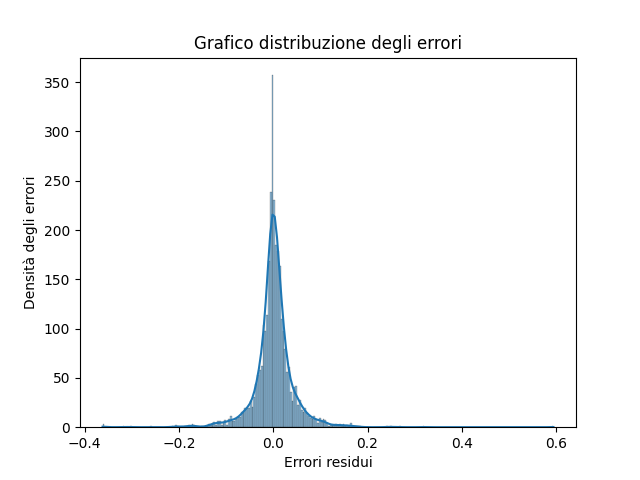 Grafico distribuzione degli errori
350
300
250
200
150
100
50
0
Densità degli errori
−0.4 −0.2 0.0 0.2 0.4 0.6
Errori residui